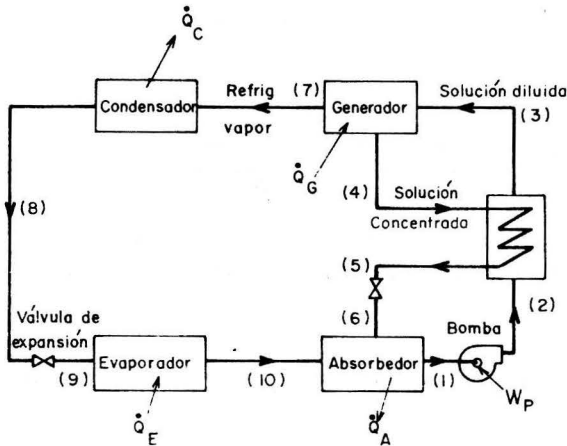 Q̇ C
(7)
Refrig
vapor
Condensador
Generador
Solución diluida
(3)
Q̇ G
(4)
Solución
Concentrada
(8)
(5)
(2)
(6)
Válvula de
expansión
Bomba
Evaporador
Absorbedor
(9)
(10)
(1)
W P
Q̇ E
Q̇ A